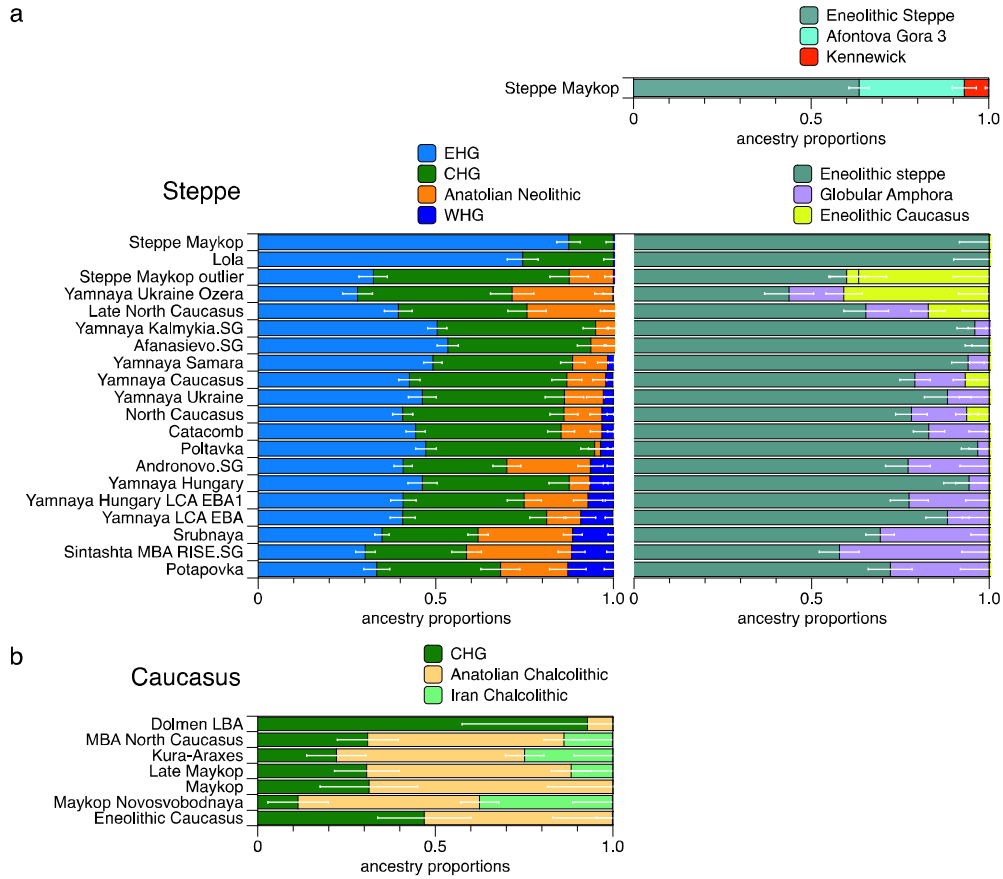 a
Eneolithic Steppe
Afontova Gora 3
Kennewick
Steppe Maykop
0 0.5 1.0
ancestry proportions
Steppe
EHG
CHG
Anatolian Neolithic
WHG
Eneolithic steppe
Globular Amphora
Eneolithic Caucasus
Steppe Maykop
Lola
Steppe Maykop outlier
Yamnaya Ukraine Ozera
Late North Caucasus
Yamnaya Kalmykia.SG
Afanasievo.SG
Yamnaya Samara
Yamnaya Caucasus
Yamnaya Ukraine
North Caucasus
Catacomb
Poltavka
Andronovo.SG
Yamnaya Hungary
Yamnaya Hungary LCA EBA1
Yamnaya LCA EBA
Srubnaya
Sintashta MBA RISE.SG
Potapovka
0 0.5 1.0
ancestry proportions
0 0.5 1.0
ancestry proportions
b
Caucasus
CHG
Anatolian Chalcolithic
Iran Chalcolithic
Dolmen LBA
MBA North Caucasus
Kura-Araxes
Late Maykop
Maykop
Maykop Novosvobodnaya
Eneolithic Caucasus
0 0.5 1.0
ancestry proportions